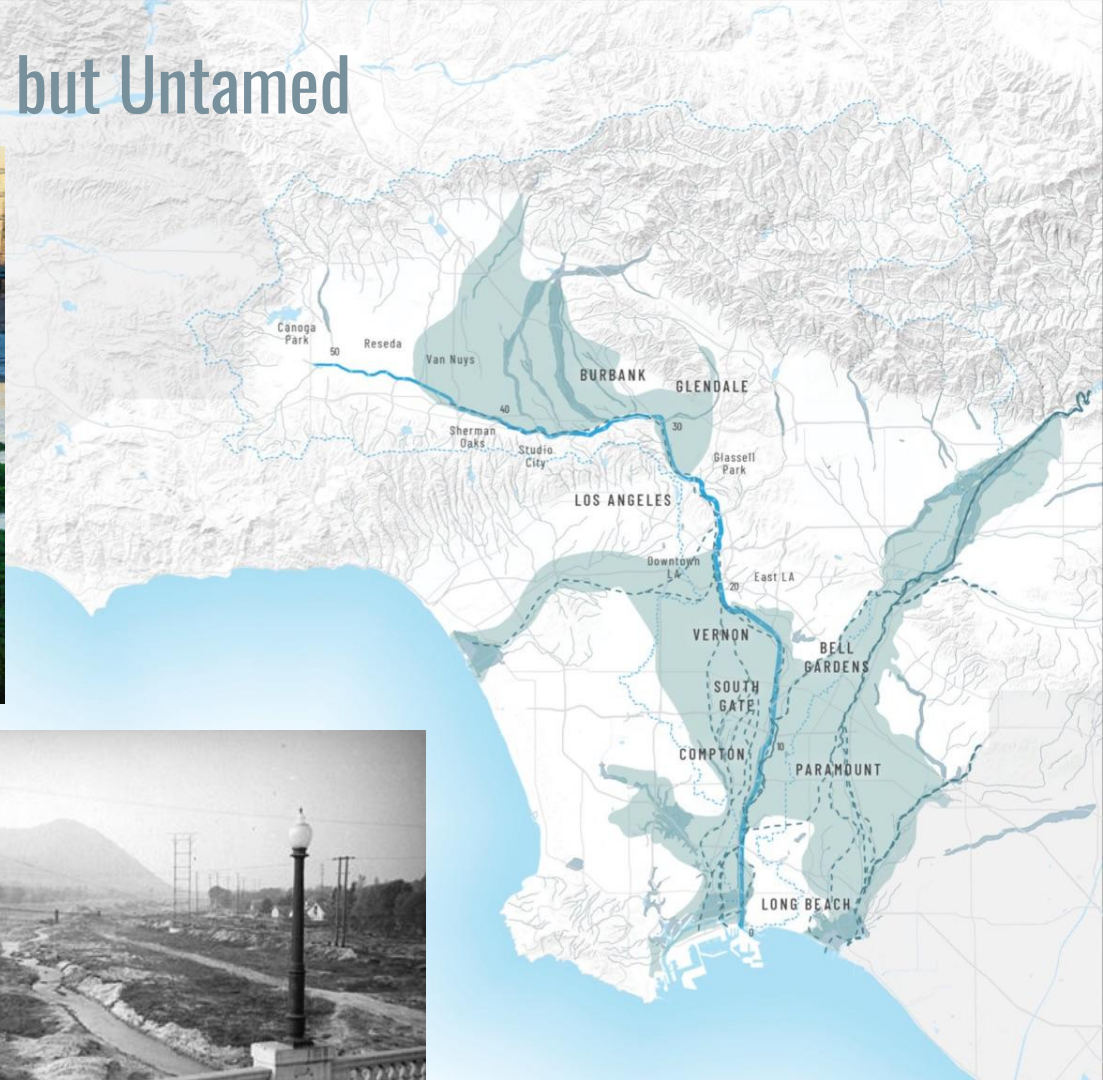 but Untamed
Canoga
Park
50
Reseda
Van Nuys
BURBANK
GLENDALE
40
30
Sherman
Oaks
Studio
City
Glassell
Park
LOS ANGELES
Downtown
LA
20
East LA
VERNON
BELL
GARDENS
SOUTH
GATE
COMPTON
10
PARAMOUNT
LONG BEACH
0